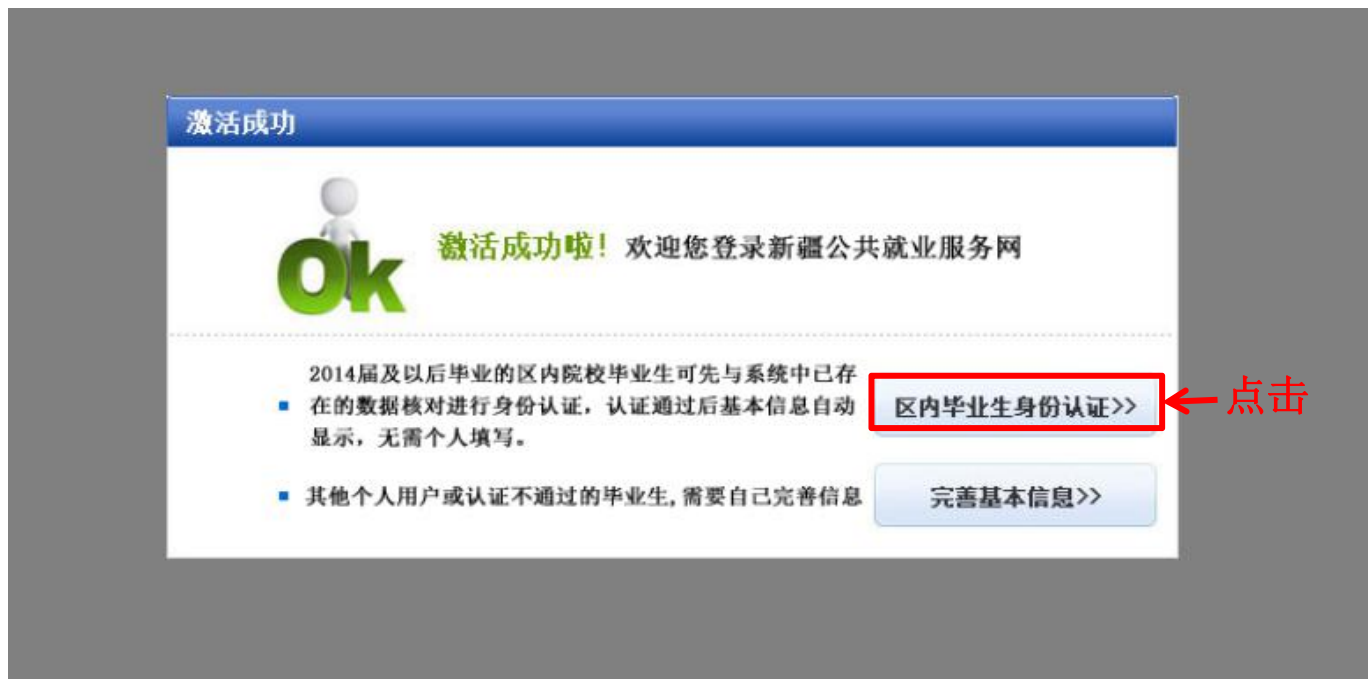 激活成功
Ok
激活成功啦！欢迎您登录新疆公共就业服务网
2014届及以后毕业的区内院校毕业生可先与系统中已存
在的数据核对进行身份认证，认证通过后基本信息自动
显示，无需个人填写。
区内毕业生身份认证>>
点击
其他个人用户或认证不通过的毕业生,需要自己完善信息
完善基本信息>>